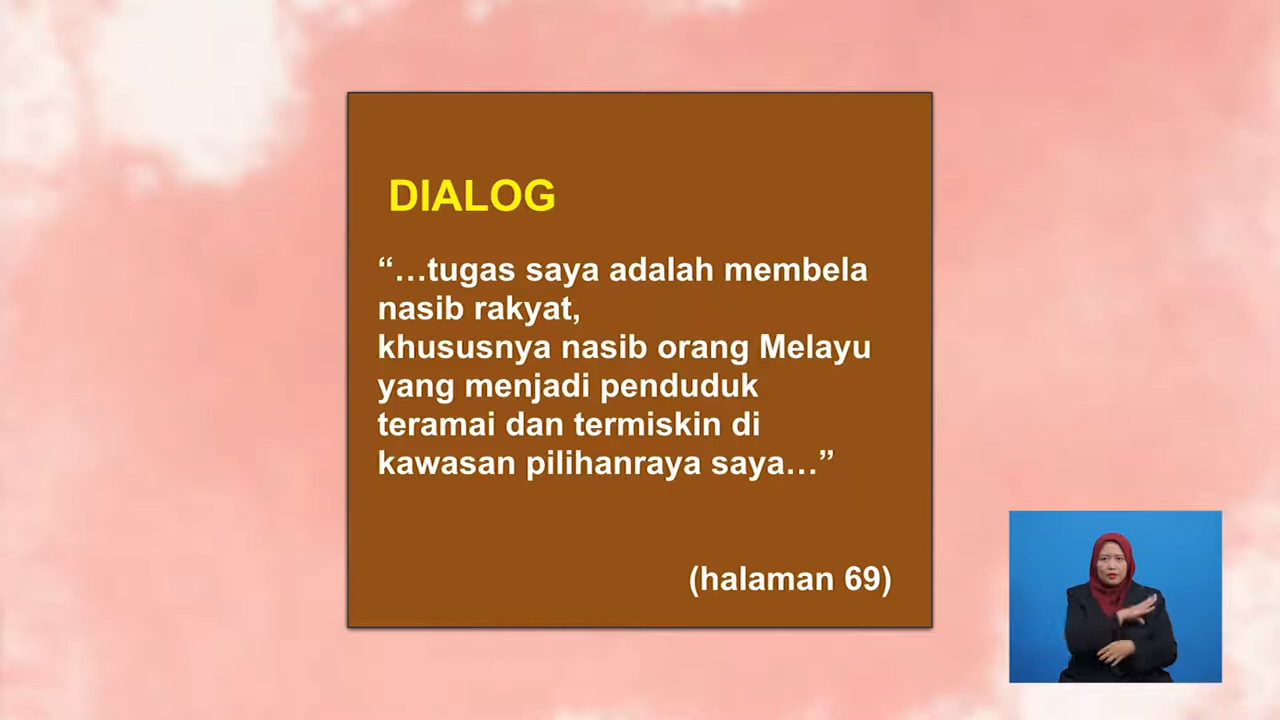 DIALOG
“…tugas saya adalah membela
nasib rakyat,
khususnya nasib orang Melayu
yang menjadi penduduk
teramai dan termiskin di
kawasan pilihanraya saya…”
(halaman 69)